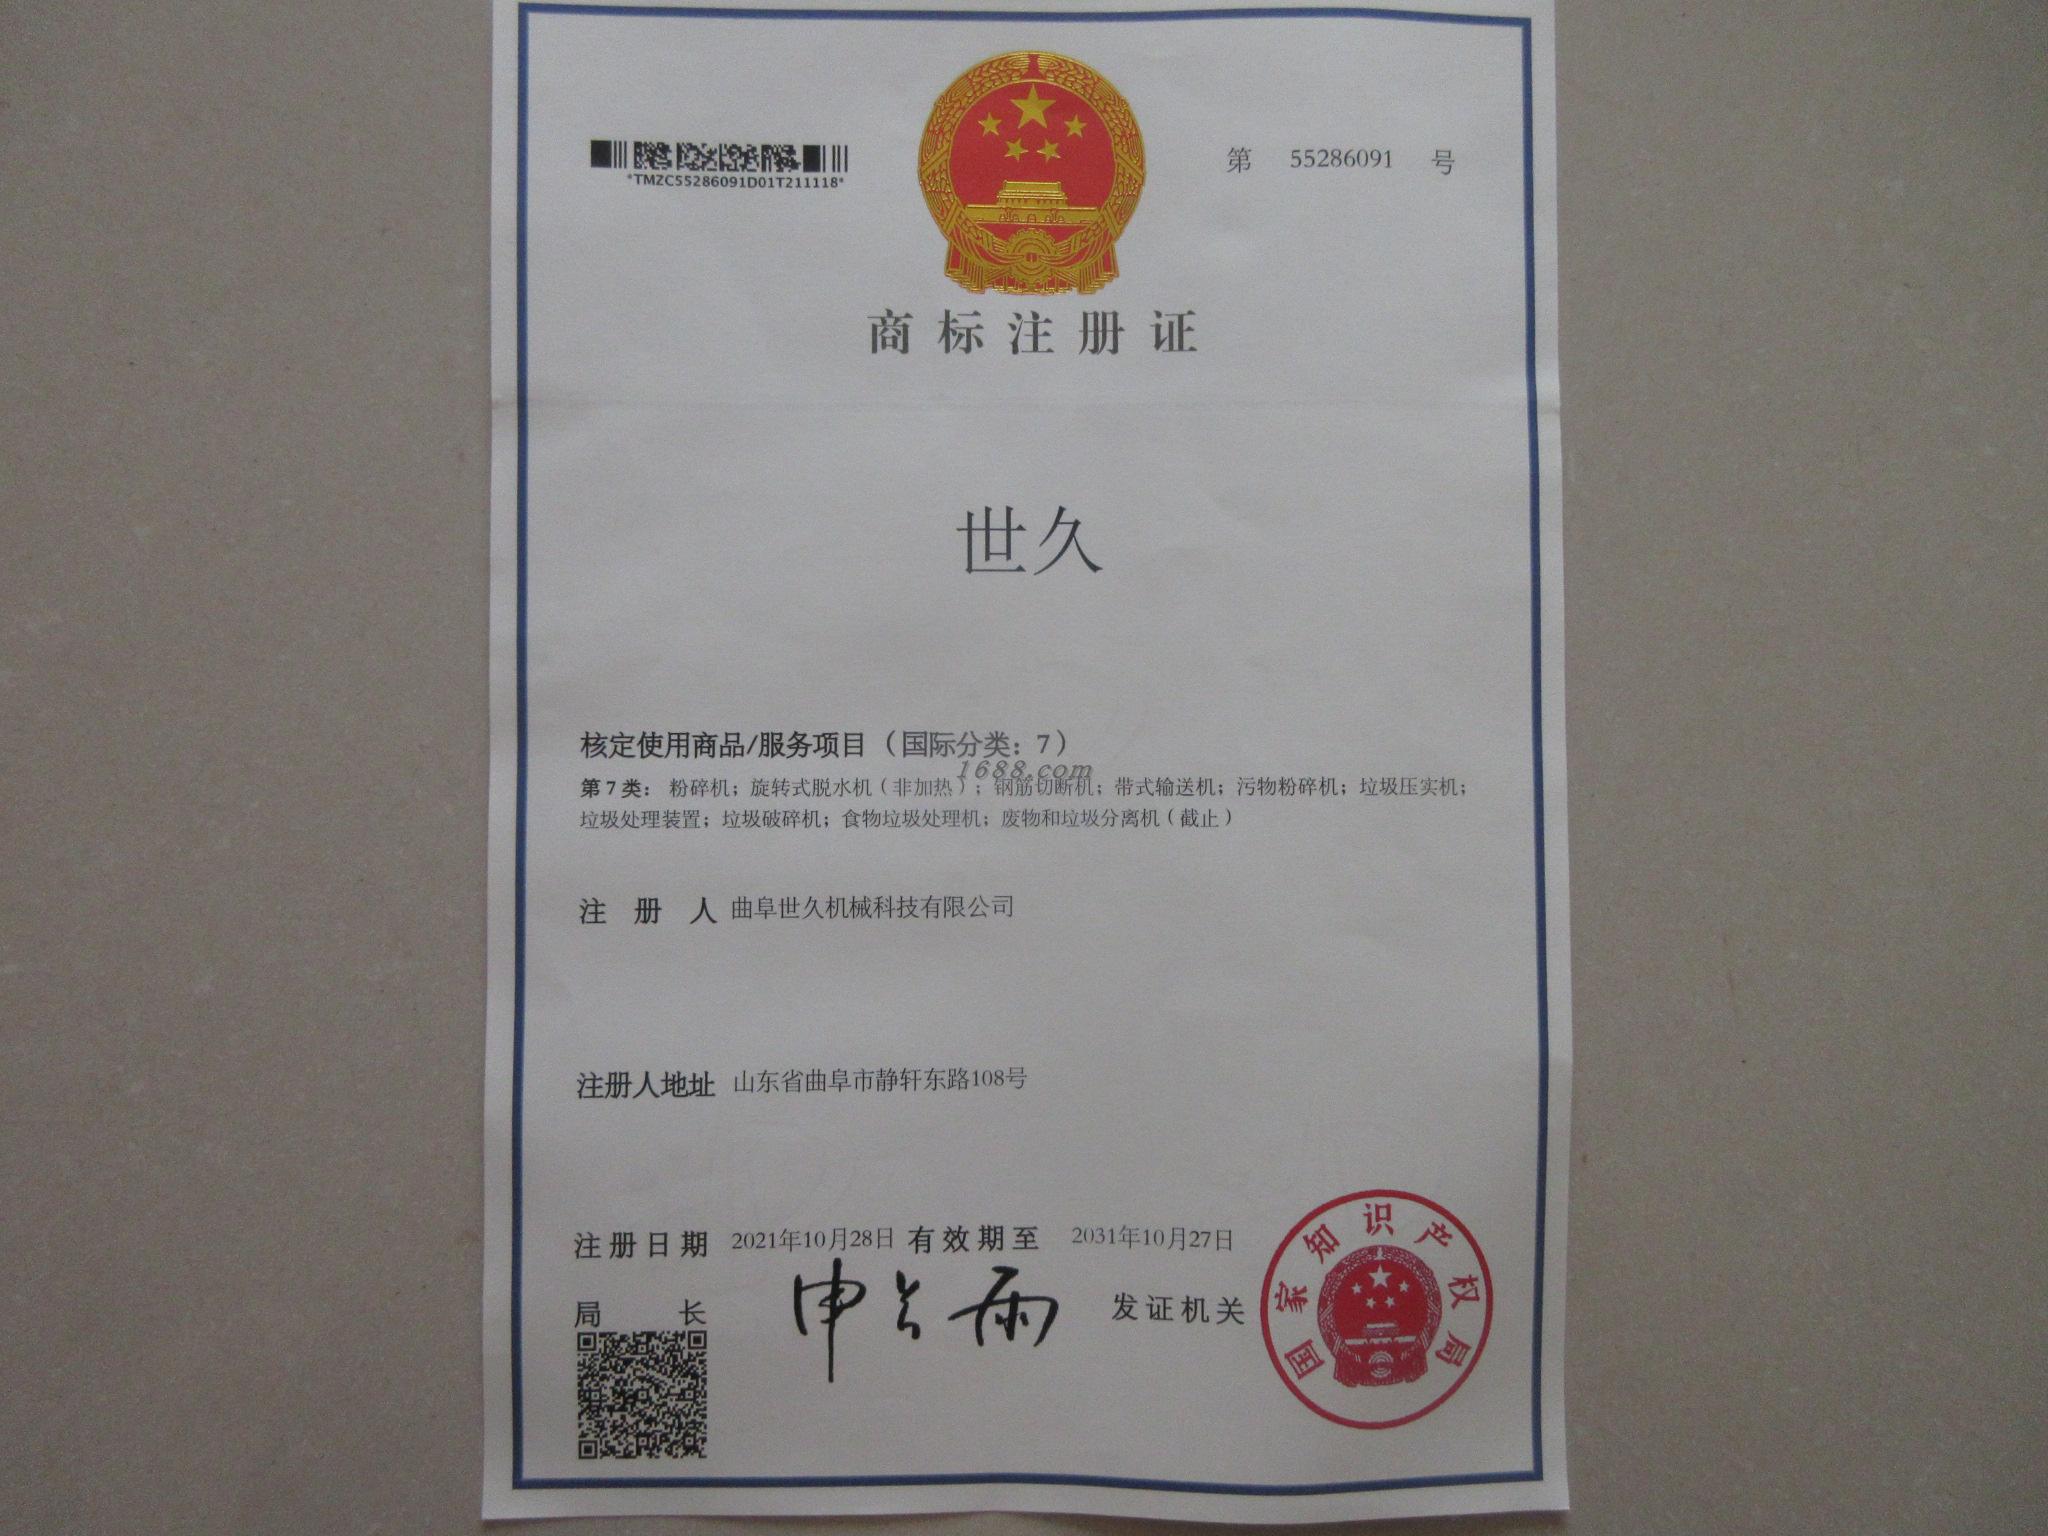 *TMZC55286091D01T211118*
第 55286091 号
商标注册证
世久
核定使用商品/服务项目（国际分类：7）
1688.com
第7类：粉碎机；旋转式脱水机（非加热）；钢筋切断机；带式输送机；污物粉碎机；垃圾压实机；
垃圾处理装置；垃圾破碎机；食物垃圾处理机；废物和垃圾分离机（截止）
注册人 曲阜世久机械科技有限公司
注册人地址 山东省曲阜市静轩东路108号
注册日期 2021年10月28日 有效期至 2031年10月27日
局长 申长雨 发证机关
国家知识产权局